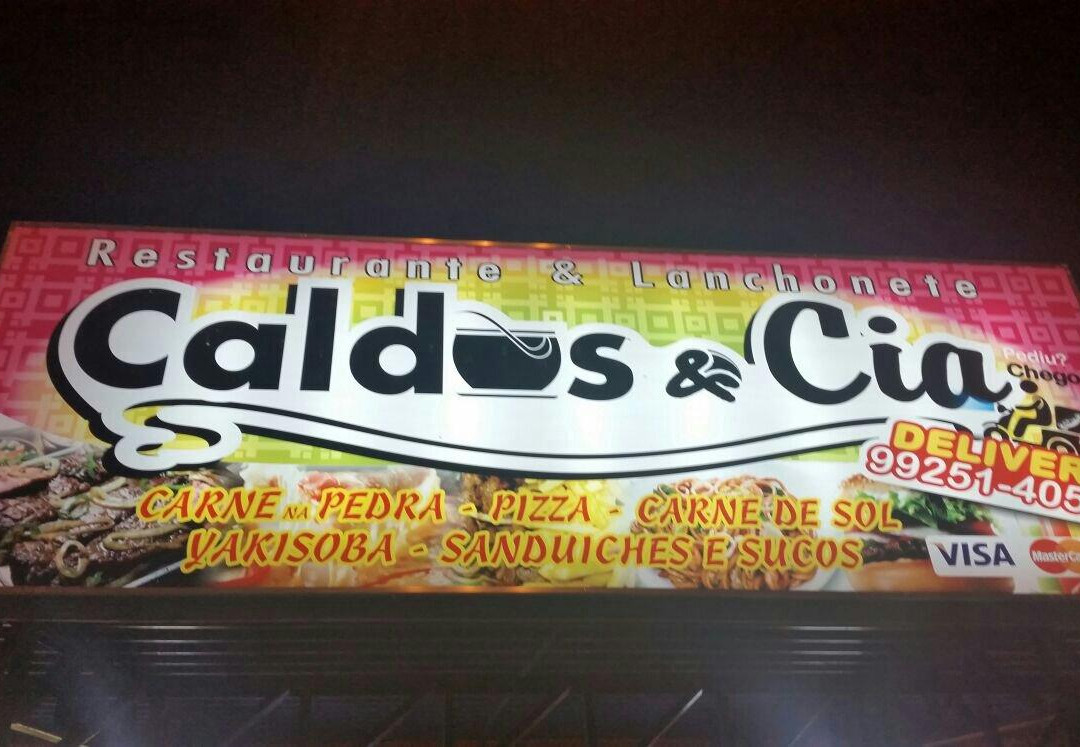 Restaurante & Lanchonete
Caldos & Cia
Pediu?
Chego
DELIVER
99251-405
CARNE NA PEDRA - PIZZA - CARNE DE SOL
YAKISOBA - SANDUICHES E SUCOS
VISA
MasterCa